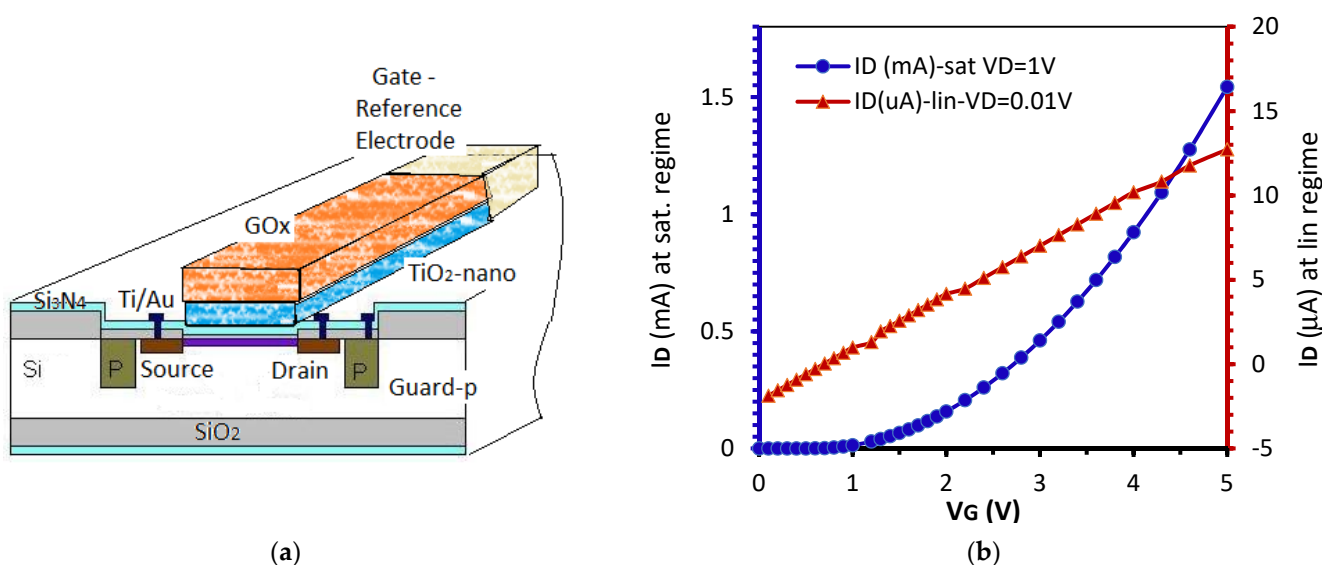 Gate -
Reference
Electrode
GOx
TiO2-nano
Si3N4
Ti/Au
Si
P
Source
Drain
P
Guard-p
SiO2
(a)
ID (mA)-sat VD=1V
ID(uA)-lin-VD=0.01V
ID (mA) at sat. regime
1.5
1
0.5
0
20
15
10
5
0
-5
ID (µA) at lin regime
0
1
2
3
4
5
VG (V)
(b)